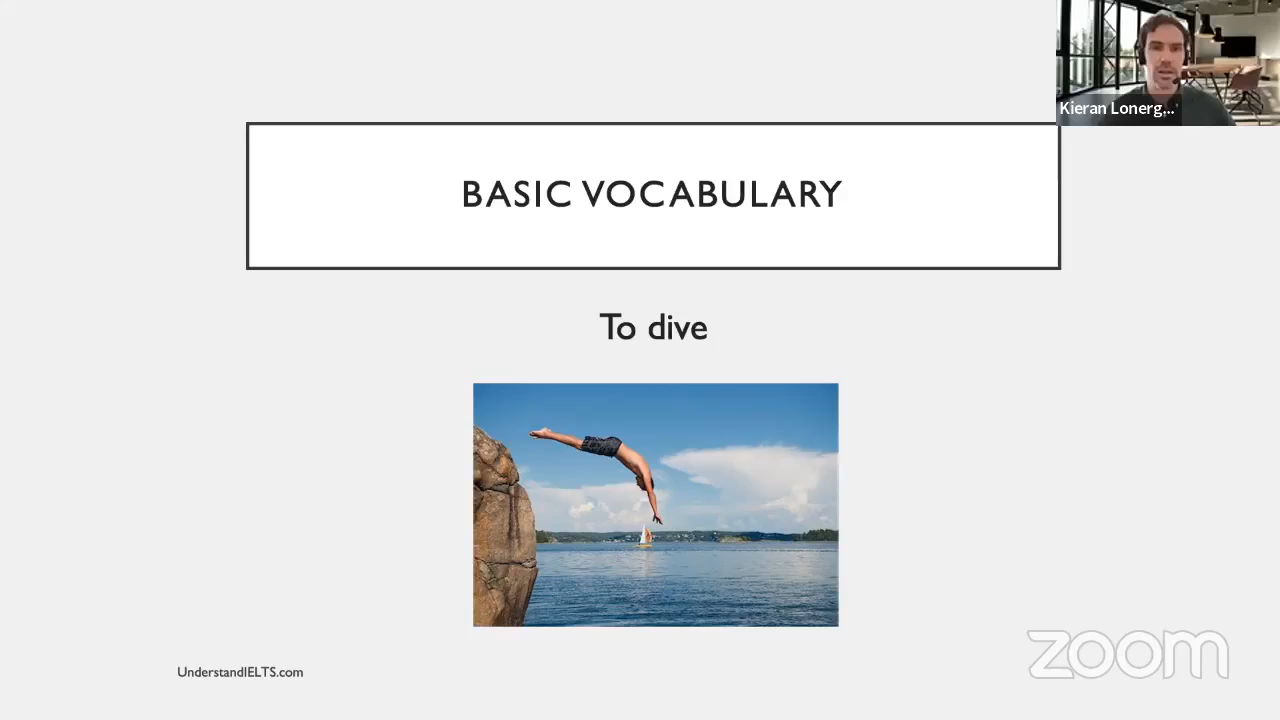 Kieran Lonerg...
BASIC VOCABULARY
To dive
UnderstandIELTS.com
zoom